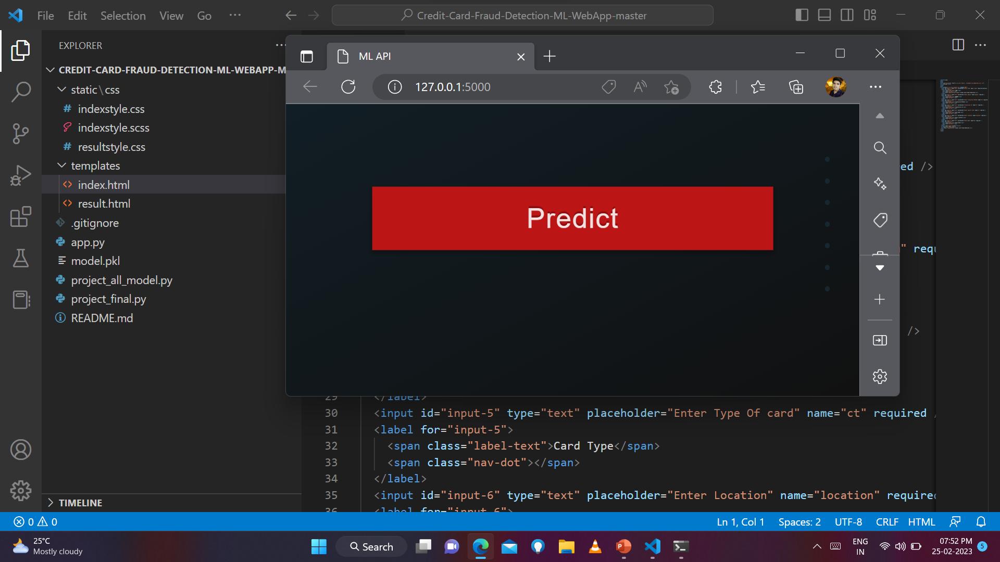 File Edit Selection View Go ...
Credit-Card-Fraud-Detection-ML-WebApp-master
EXPLORER
CREDIT-CARD-FRAUD-DETECTION-ML-WEBAPP-M
static\css
indexstyle.css
indexstyle.scss
resultstyle.css
templates
index.html
result.html
.gitignore
app.py
model.pkl
project_all_model.py
project_final.py
README.md
TIMELINE
ML API
127.0.0.1:5000
Predict
ed />
" requ
/>
29 </label>
30 <input id="input-5" type="text" placeholder="Enter Type Of card" name="ct" required /
31 <label for="input-5">
32 <span class="label-text">Card Type</span>
33 <span class="nav-dot"></span>
34 </label>
35 <input id="input-6" type="text" placeholder="Enter Location" name="location" required
36 <label for="input-6">
0 0
Ln 1, Col 1 Spaces: 2 UTF-8 CRLF HTML
25°C
Mostly cloudy
Search
ENG
IN
07:52 PM
25-02-2023
5